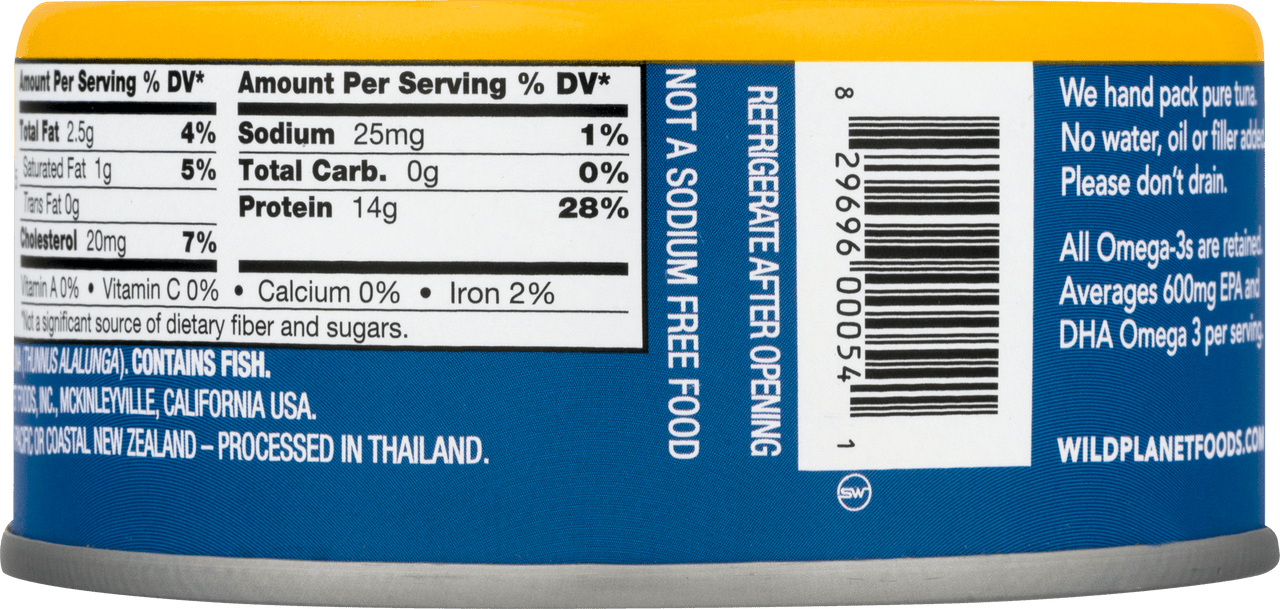 Amount Per Serving % DV*
Total Fat 2.5g 4%
Saturated Fat 1g 5%
Trans Fat 0g
Cholesterol 20mg 7%
Amount Per Serving % DV*
Sodium 25mg 1%
Total Carb. 0g 0%
Protein 14g 28%
Vitamin A 0% • Vitamin C 0% • Calcium 0% • Iron 2%
*Not a significant source of dietary fiber and sugars.
(THUNNUS ALALUNGA). CONTAINS FISH.
FOODS, INC., MCKINLEYVILLE, CALIFORNIA USA.
PACIFIC OR COASTAL NEW ZEALAND – PROCESSED IN THAILAND.
NOT A SODIUM FREE FOOD
REFRIGERATE AFTER OPENING
8 29696 00054 1
SW
We hand pack pure tuna.
No water, oil or filler added.
Please don't drain.
All Omega-3s are retained.
Averages 600mg EPA and
DHA Omega 3 per serving.
WILDPLANETFOODS.COM